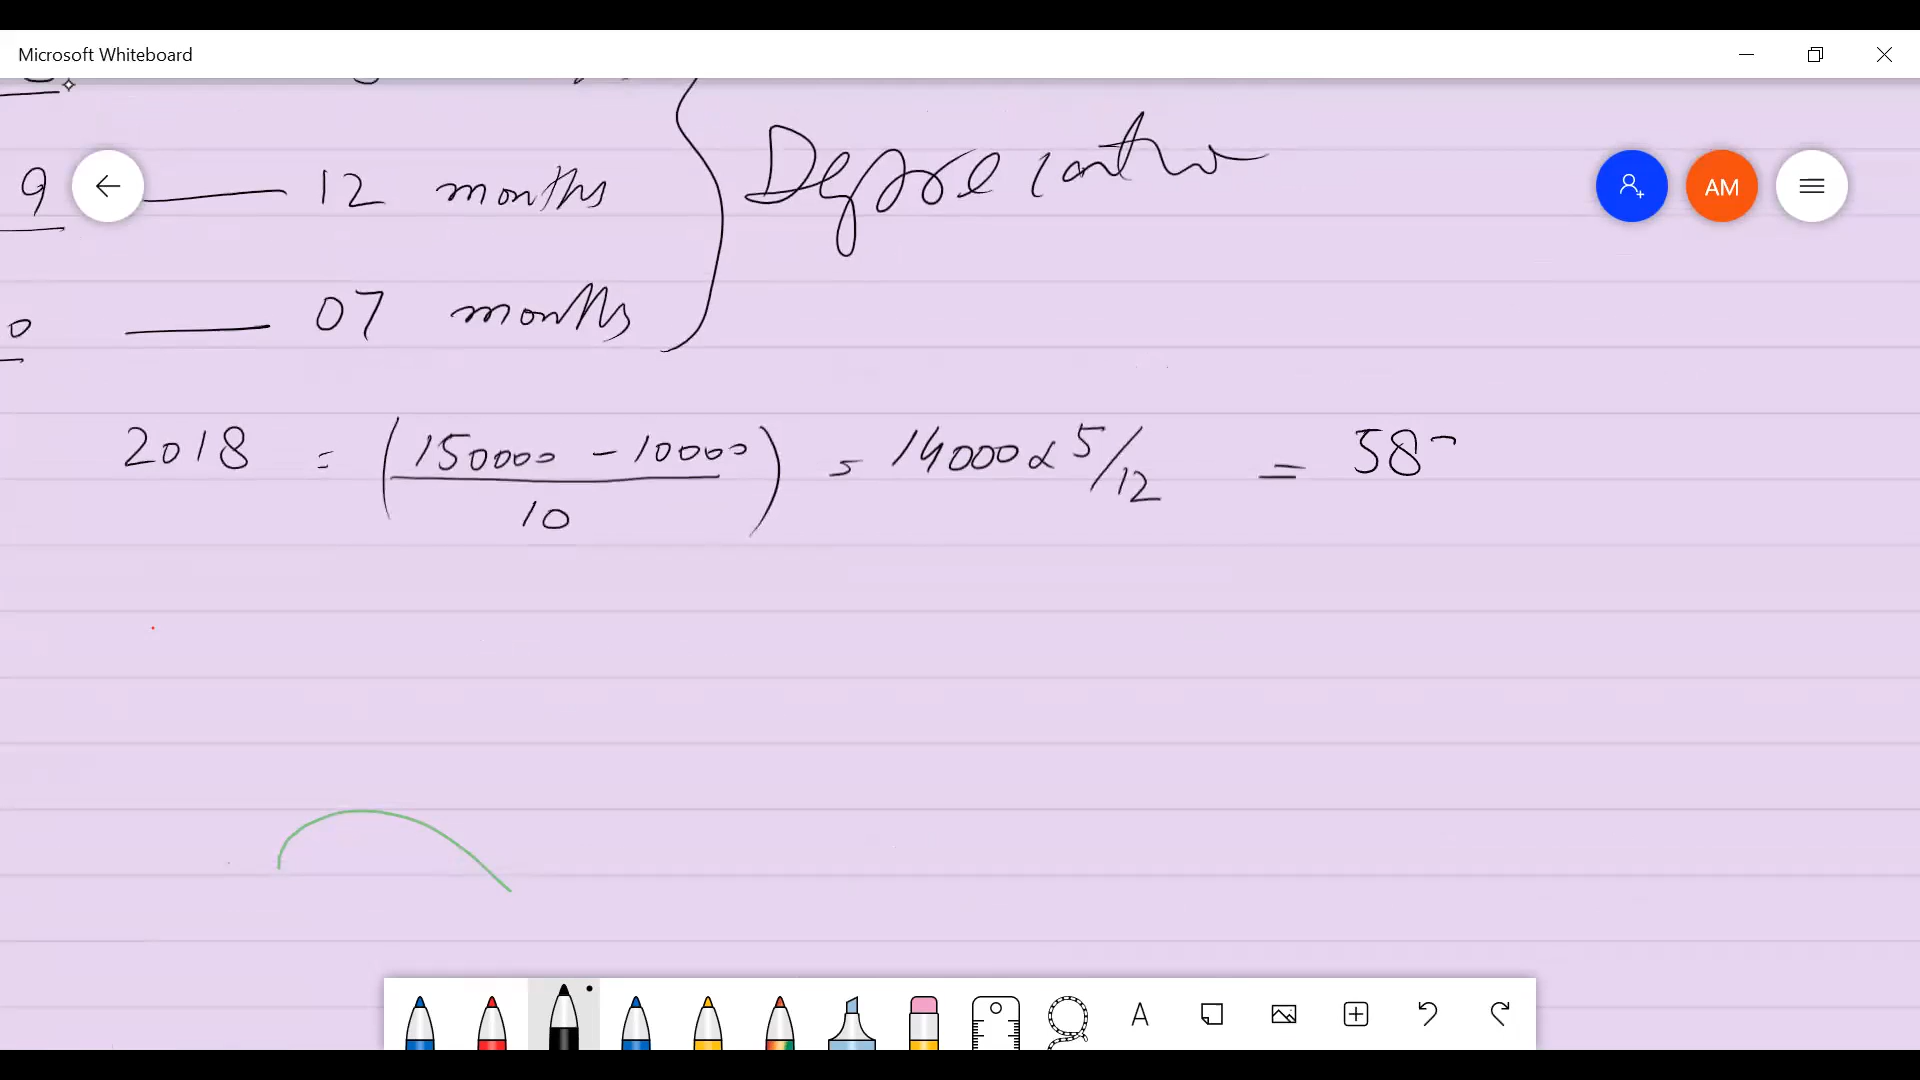 Microsoft Whiteboard
9 — 12 months
Depreciation
AM
0 — 07 months
2018 = (150000 - 10000 / 10) = 14000 x 5/12 = 58
A